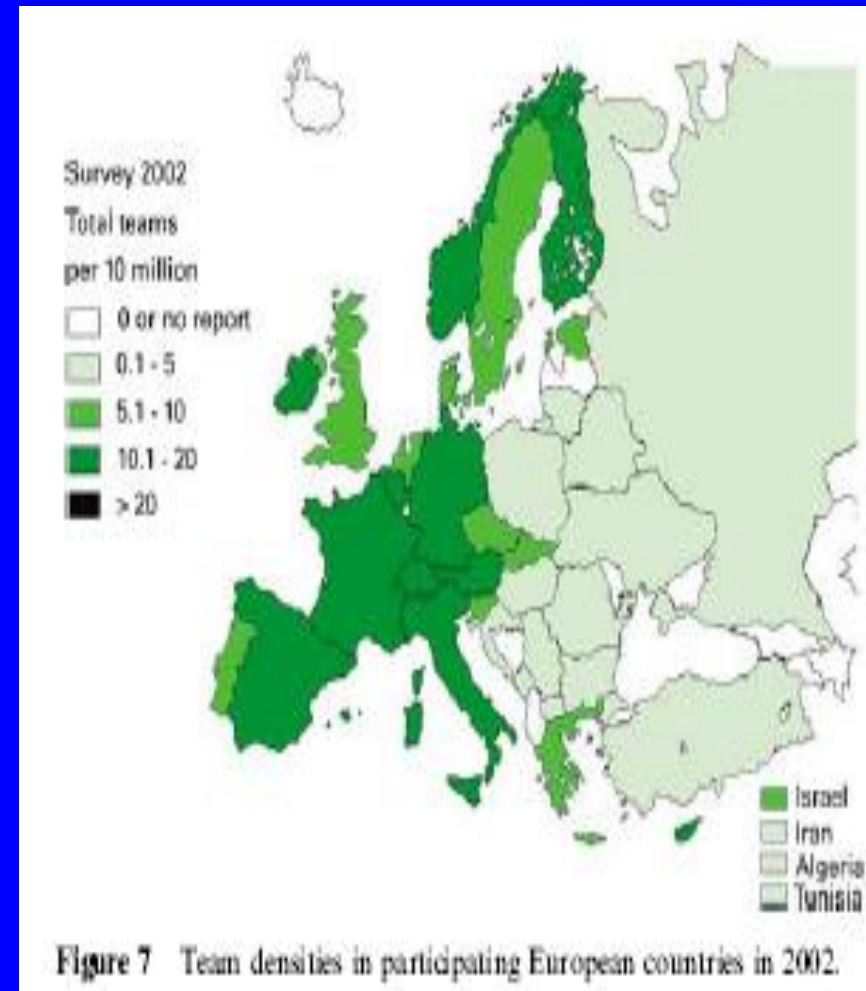 Survey 2002
Total teams
per 10 million
0 or no report
0.1 - 5
5.1 - 10
10.1 - 20
> 20
Israel
Iran
Algeria
Tunisia
Figure 7 Team densities in participating European countries in 2002.